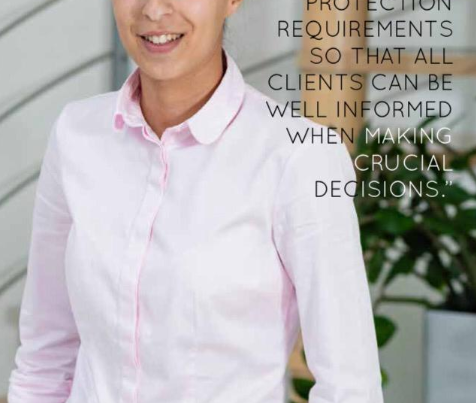 PROTECTION
REQUIREMENTS
SO THAT ALL
CLIENTS CAN BE
WELL INFORMED
WHEN MAKING
CRUCIAL
DECISIONS."